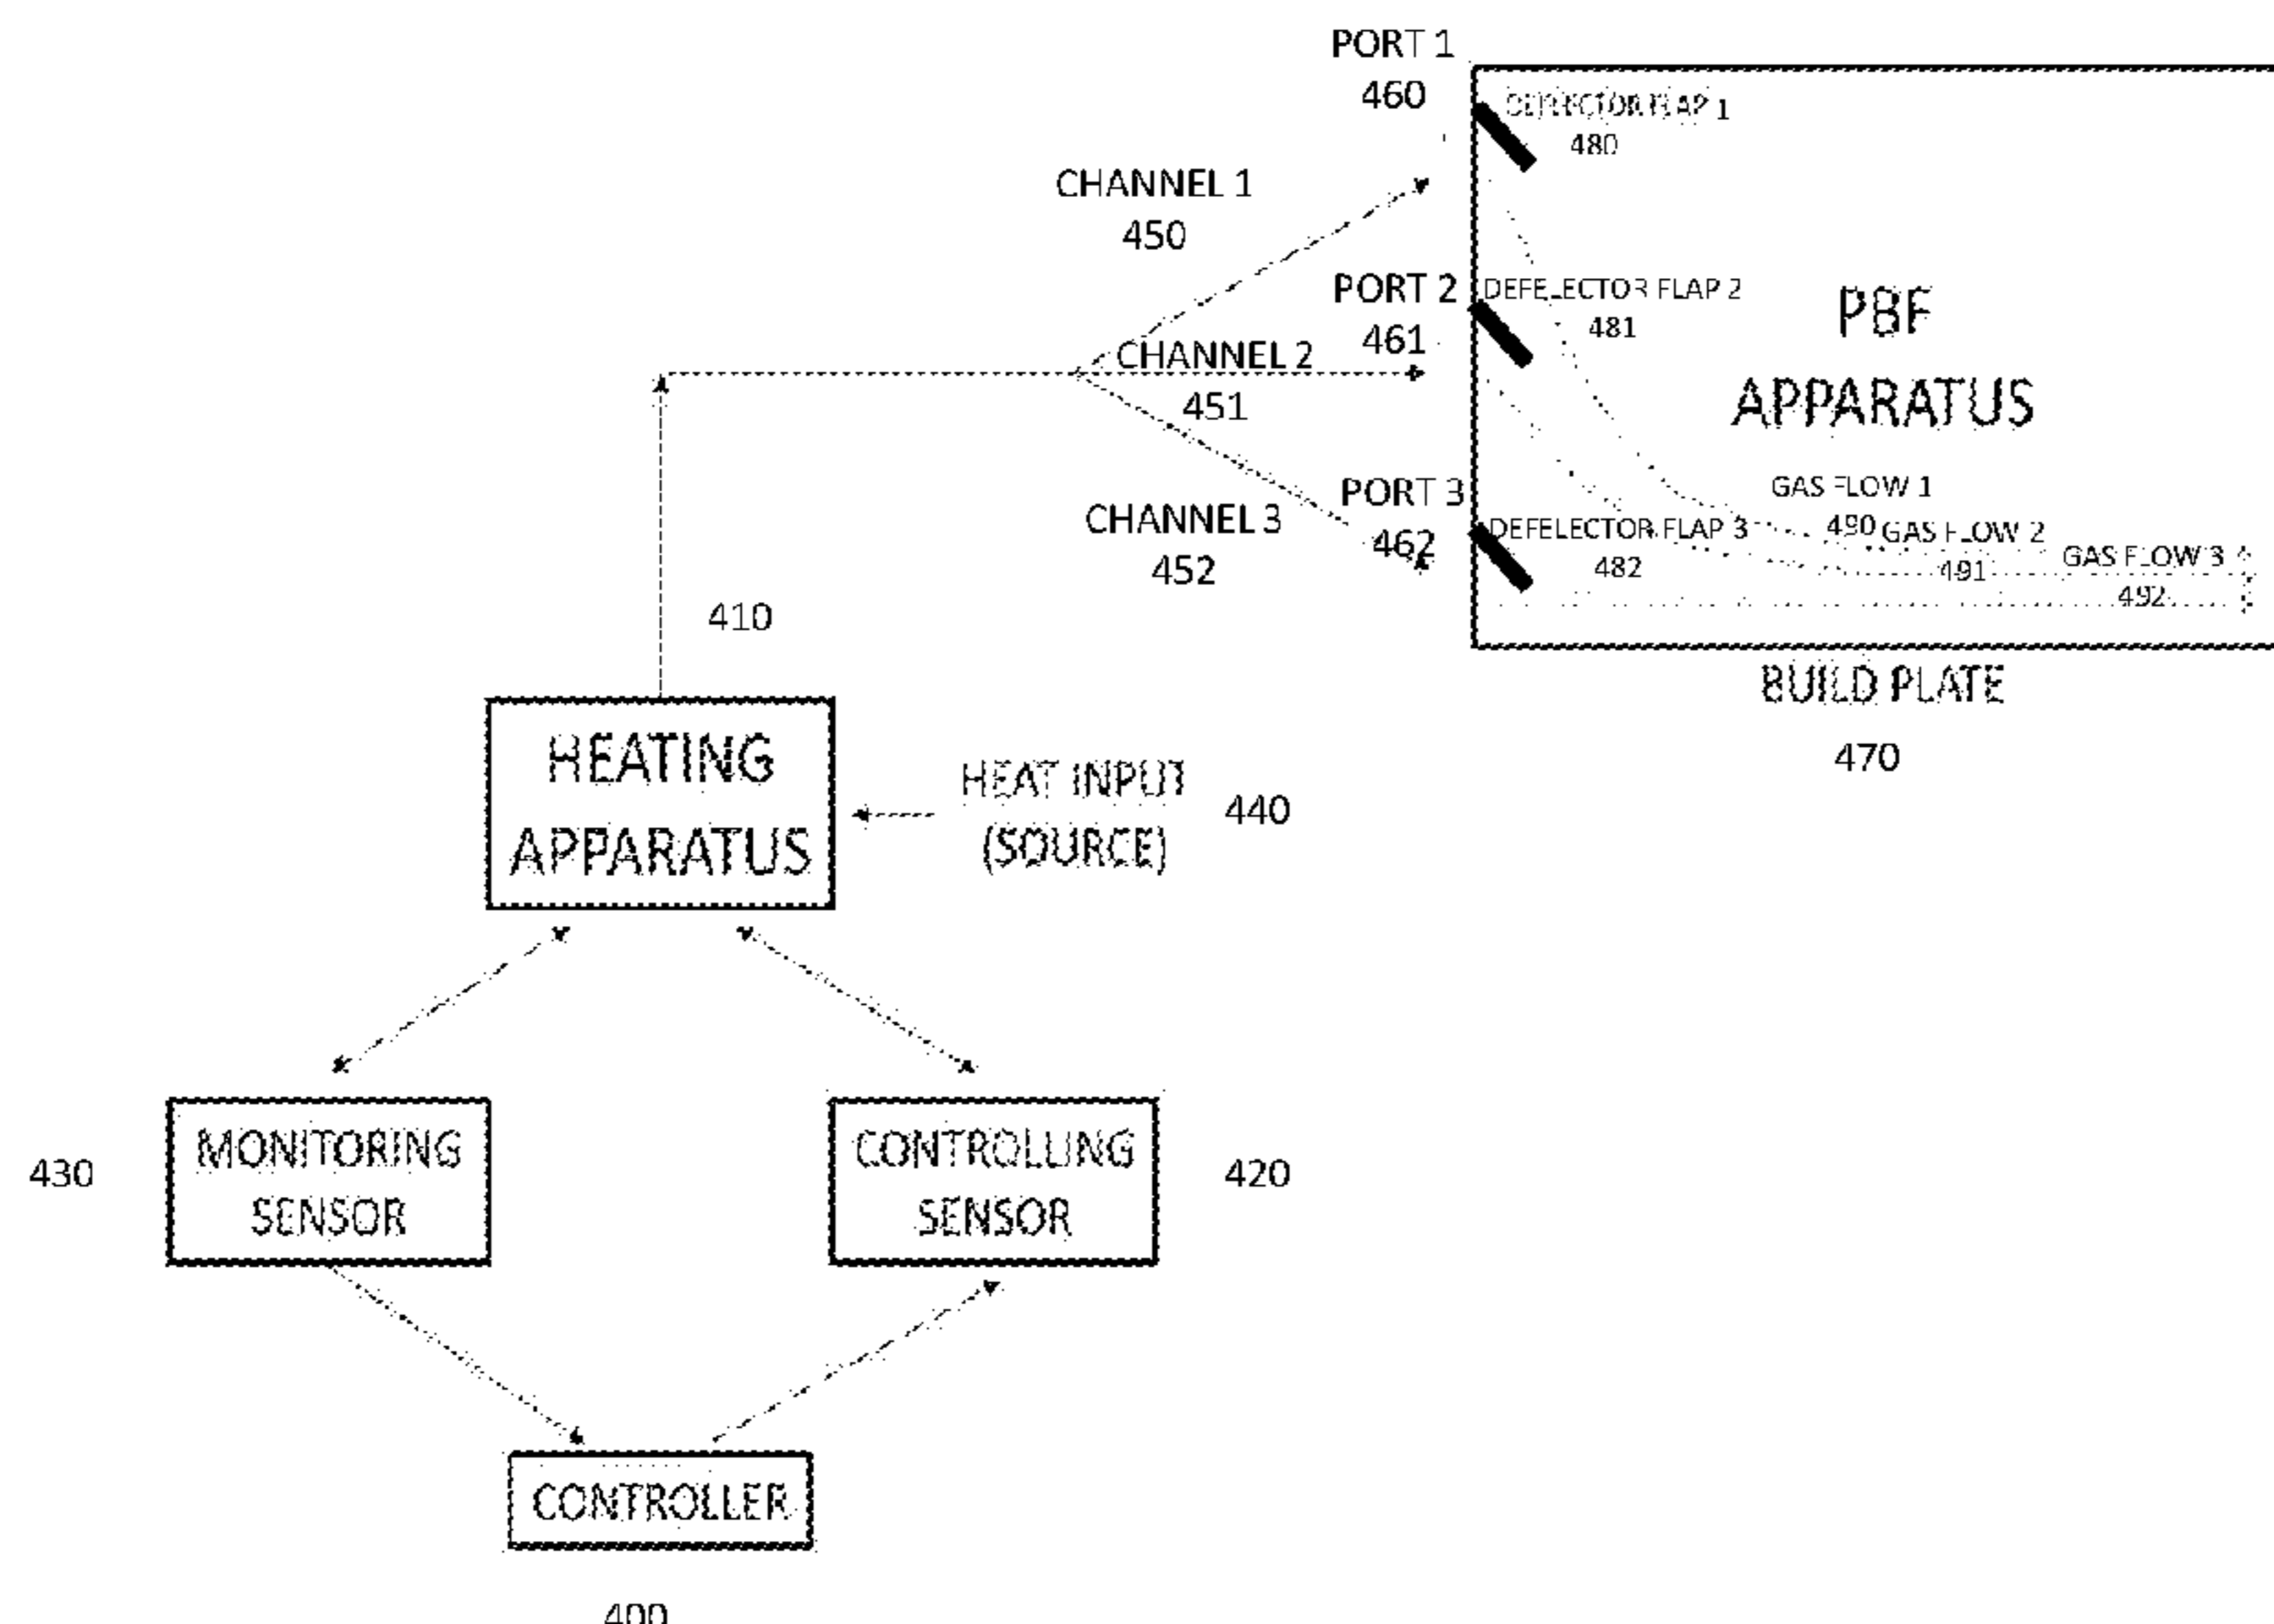 PORT 1
460
DEFELECTOR FLAP 1
480
CHANNEL 1
450
PORT 2
461
DEFELECTOR FLAP 2
481
PBF
APPARATUS
CHANNEL 2
451
PORT 3
462
CHANNEL 3
452
DEFELECTOR FLAP 3
482
GAS FLOW 1
490
GAS FLOW 2
491
GAS FLOW 3
492
BUILD PLATE
470
410
HEATING
APPARATUS
HEAT INPUT
(SOURCE)
440
430
MONITORING
SENSOR
CONTROLLING
SENSOR
420
CONTROLLER
400